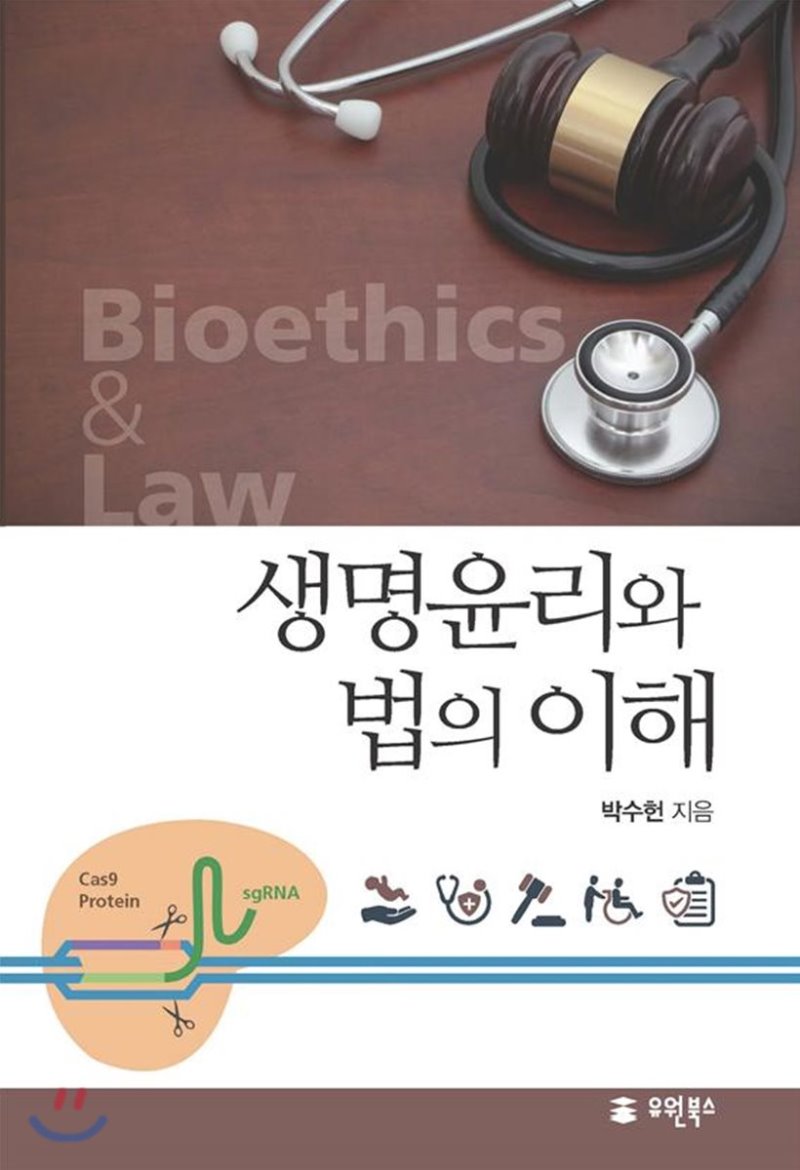 Bioethics
&
Law
생명윤리와
법의 이해
박수헌 지음
Cas9
Protein
sgRNA
유원북스